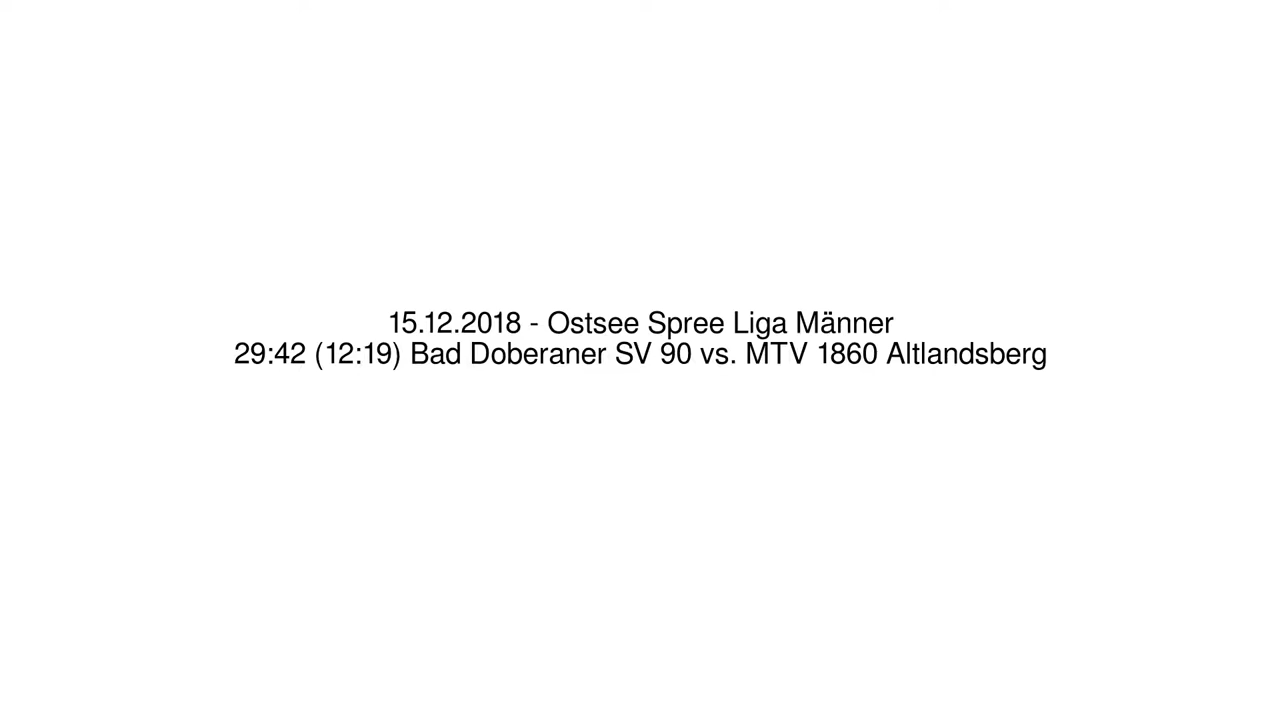 15.12.2018 - Ostsee Spree Liga Männer
29:42 (12:19) Bad Doberaner SV 90 vs. MTV 1860 Altlandsberg